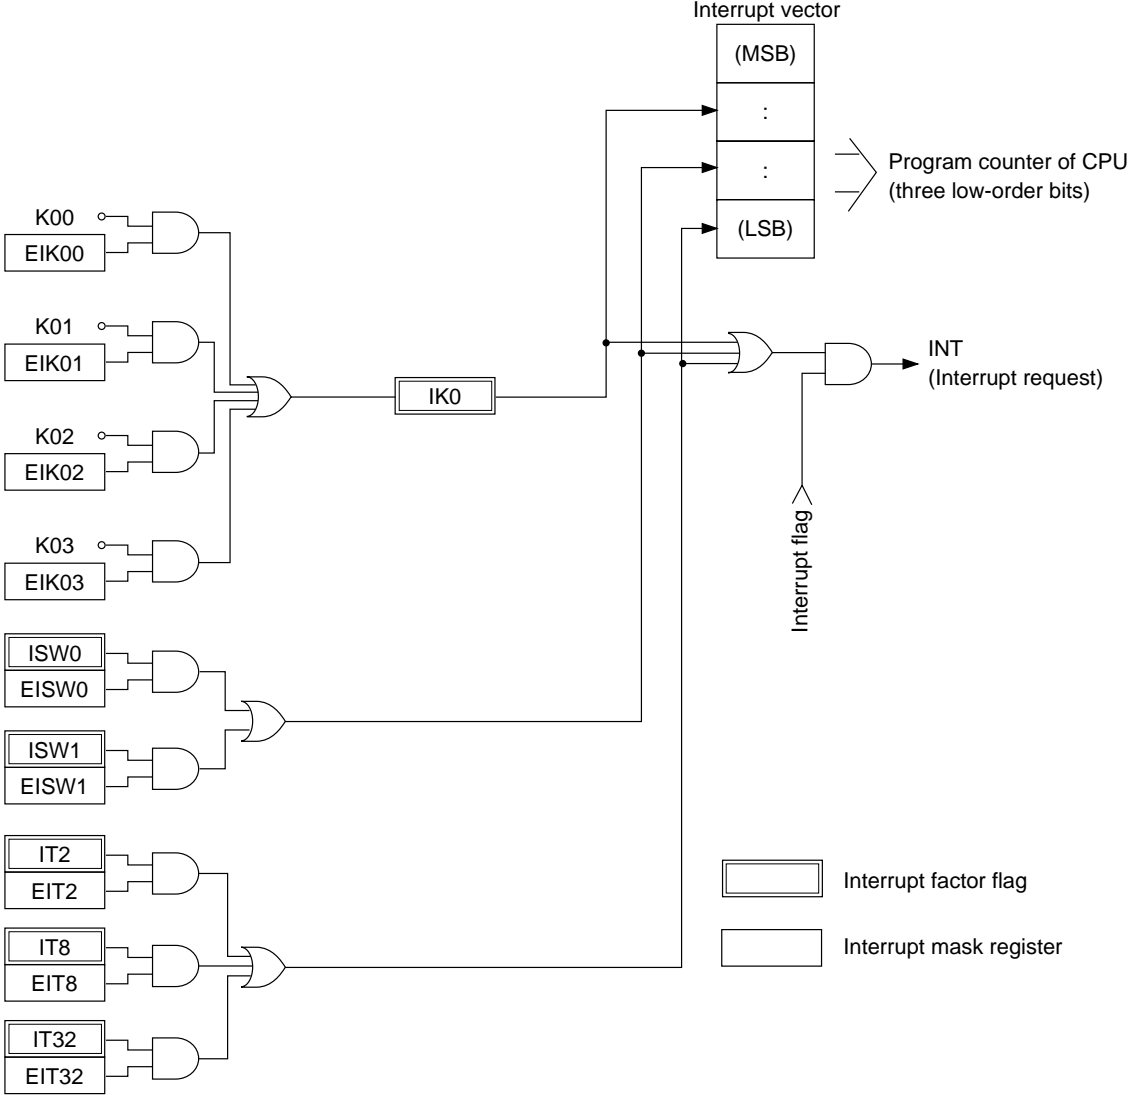 Interrupt vector
(MSB)
:
:
(LSB)
Program counter of CPU
(three low-order bits)
K00
EIK00
K01
EIK01
K02
EIK02
K03
EIK03
IK0
INT
(Interrupt request)
Interrupt flag
ISW0
EISW0
ISW1
EISW1
IT2
EIT2
IT8
EIT8
IT32
EIT32
Interrupt factor flag
Interrupt mask register